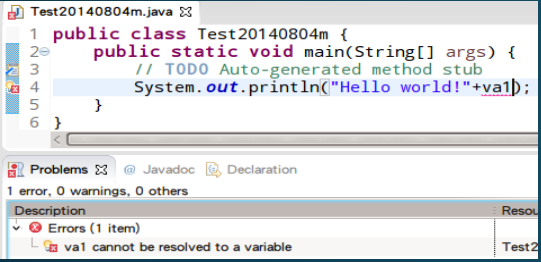 Test20140804m.java
1 public class Test20140804m {
2 public static void main(String[] args) {
3 // TODO Auto-generated method stub
4 System.out.println("Hello world!"+va1);
5 }
6 }
Problems @ Javadoc Declaration
1 error, 0 warnings, 0 others
Description Resou
Errors (1 item)
va1 cannot be resolved to a variable Test2